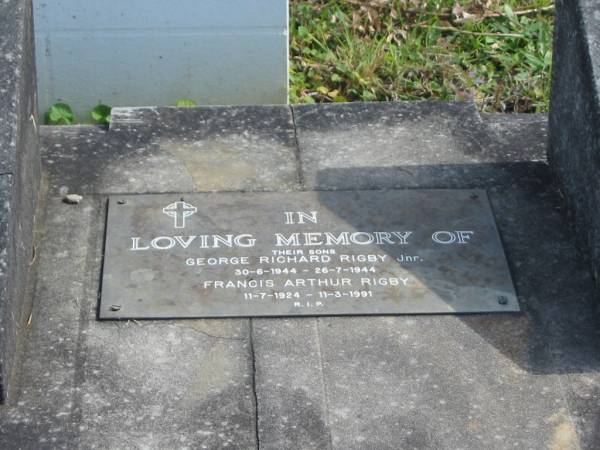 IN
LOVING MEMORY OF
THEIR SONS
GEORGE RICHARD RIGBY Jnr.
30-6-1944 - 26-7-1944
FRANCIS ARTHUR RIGBY
11-7-1924 - 11-3-1991
R.I.P.